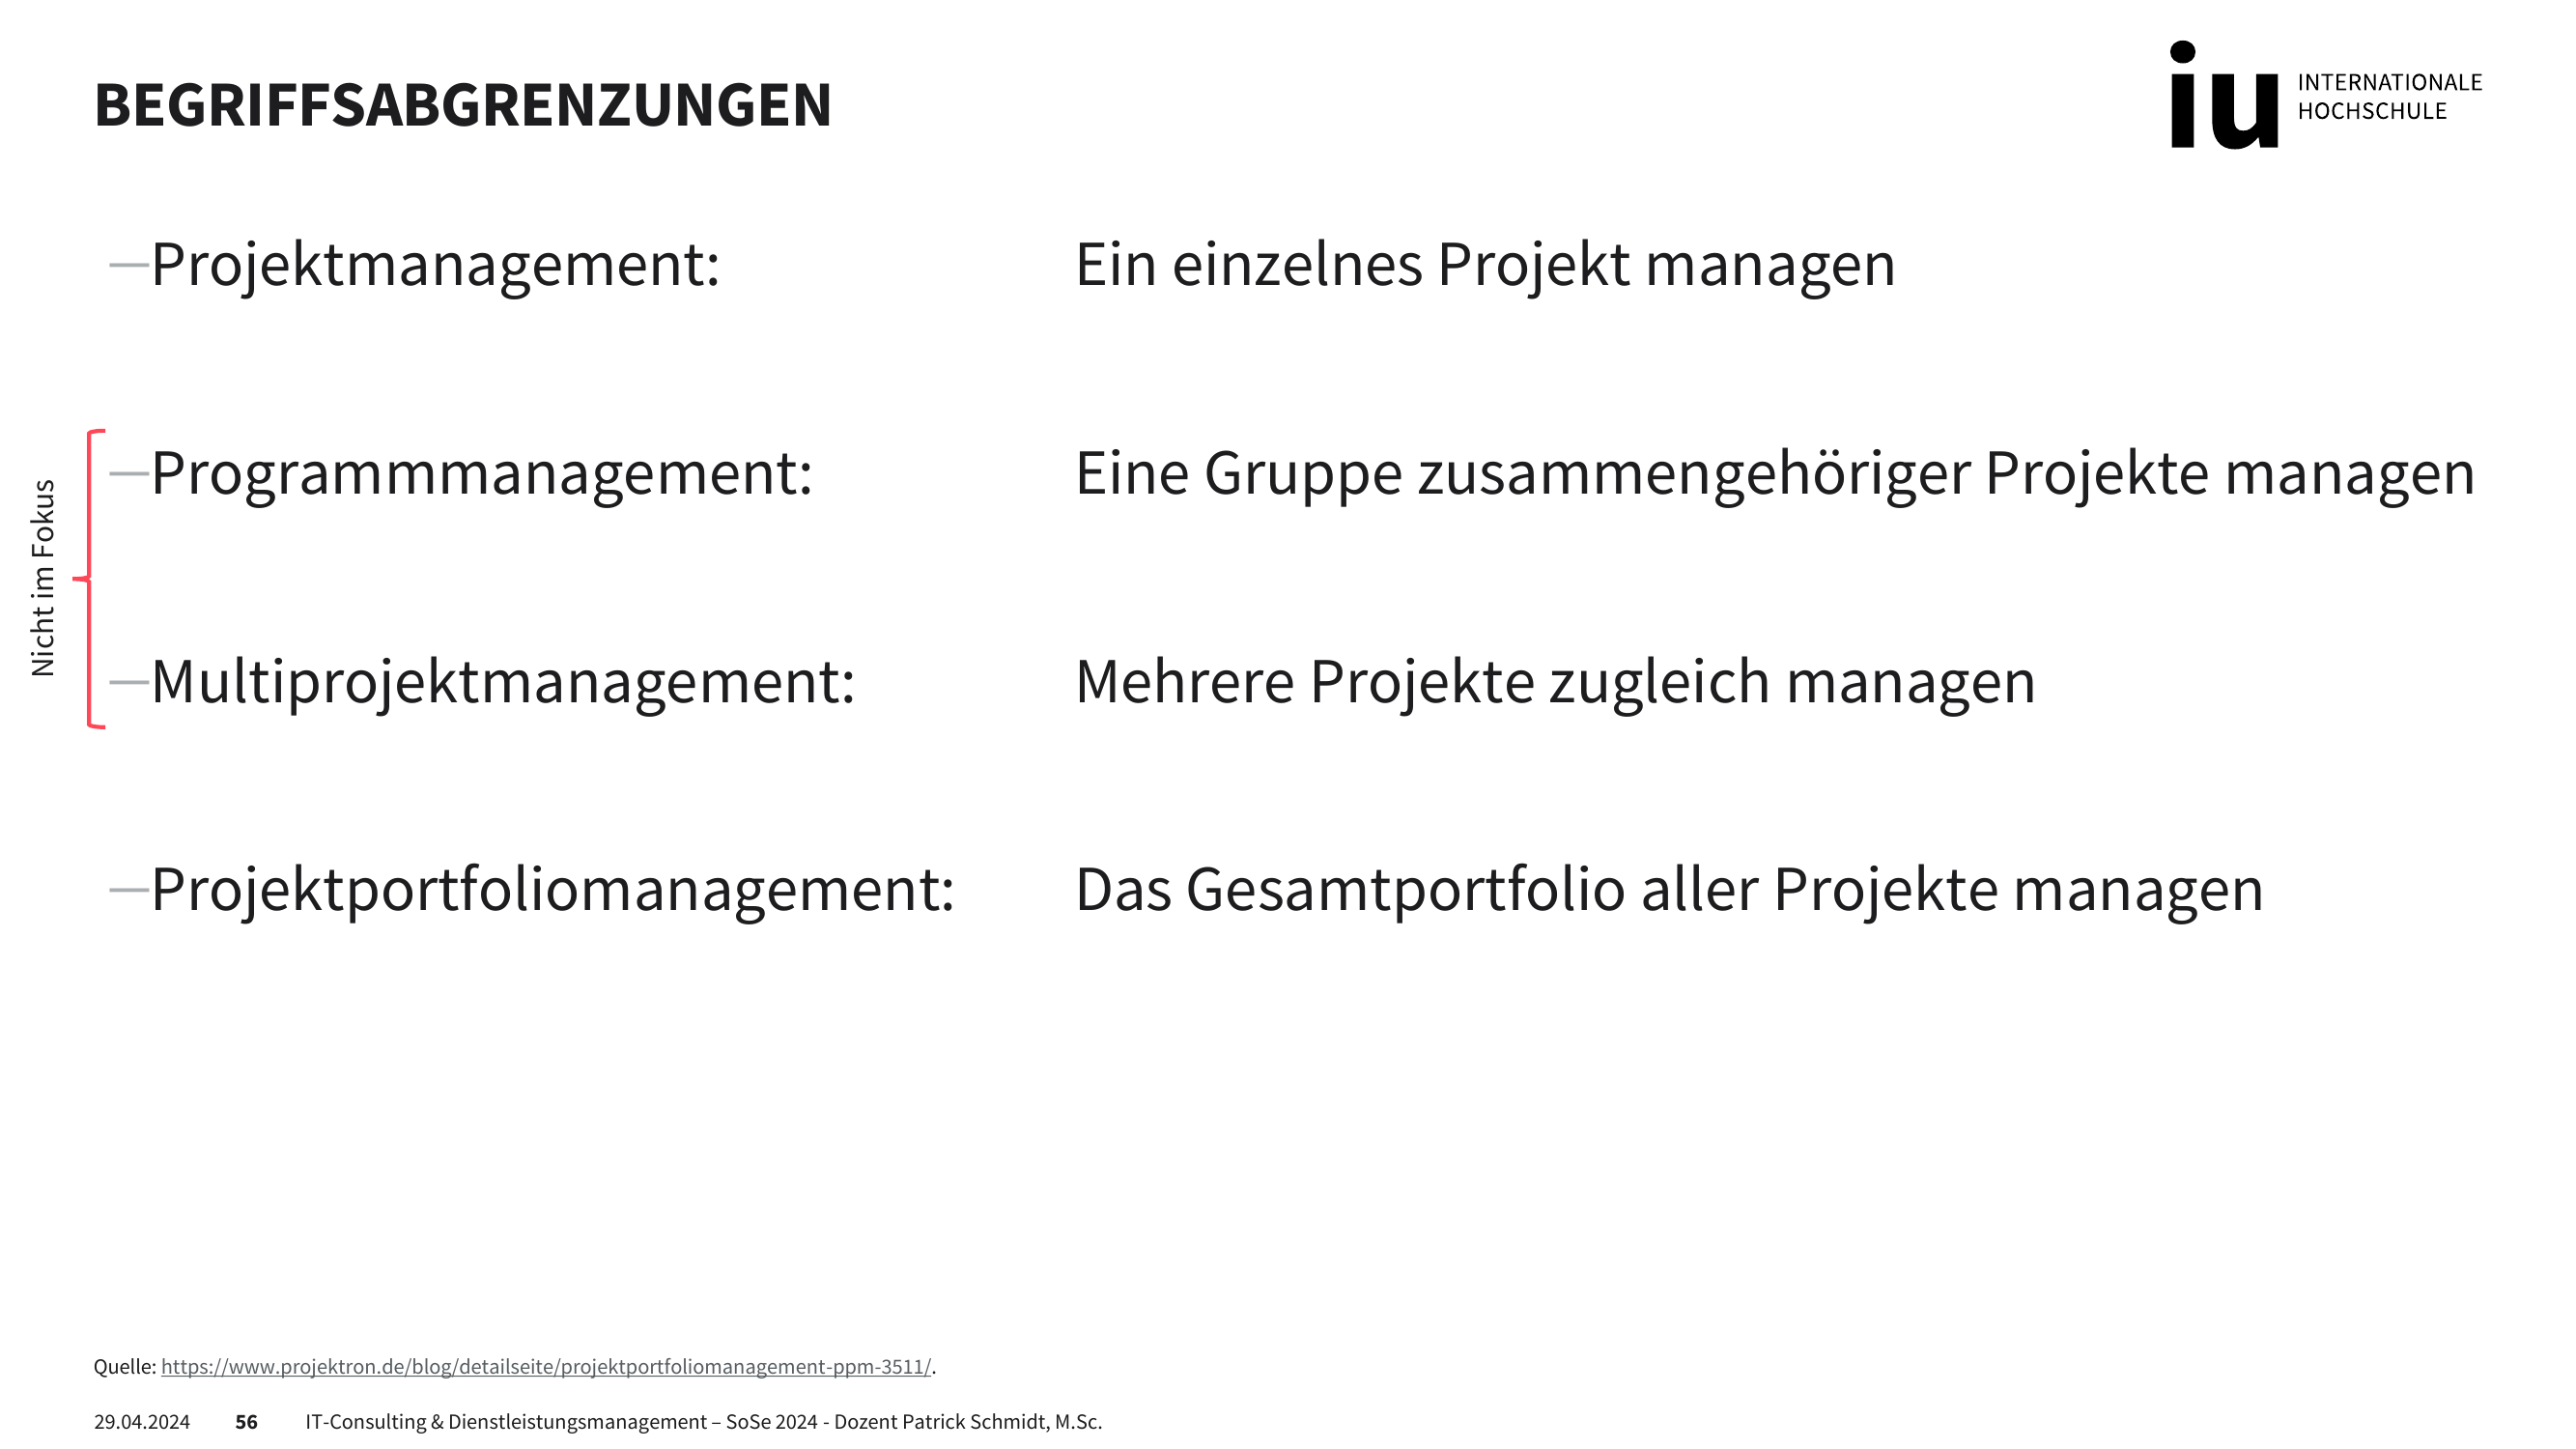 BEGRIFFSABGRENZUNGEN
iu INTERNATIONALE
HOCHSCHULE
—Projektmanagement: Ein einzelnes Projekt managen
Nicht im Fokus
—Programmmanagement: Eine Gruppe zusammengehöriger Projekte managen
—Multiprojektmanagement: Mehrere Projekte zugleich managen
—Projektportfoliomanagement: Das Gesamtportfolio aller Projekte managen
Quelle: https://www.projektron.de/blog/detailseite/projektportfoliomanagement-ppm-3511/.
29.04.2024 56 IT-Consulting & Dienstleistungsmanagement – SoSe 2024 - Dozent Patrick Schmidt, M.Sc.